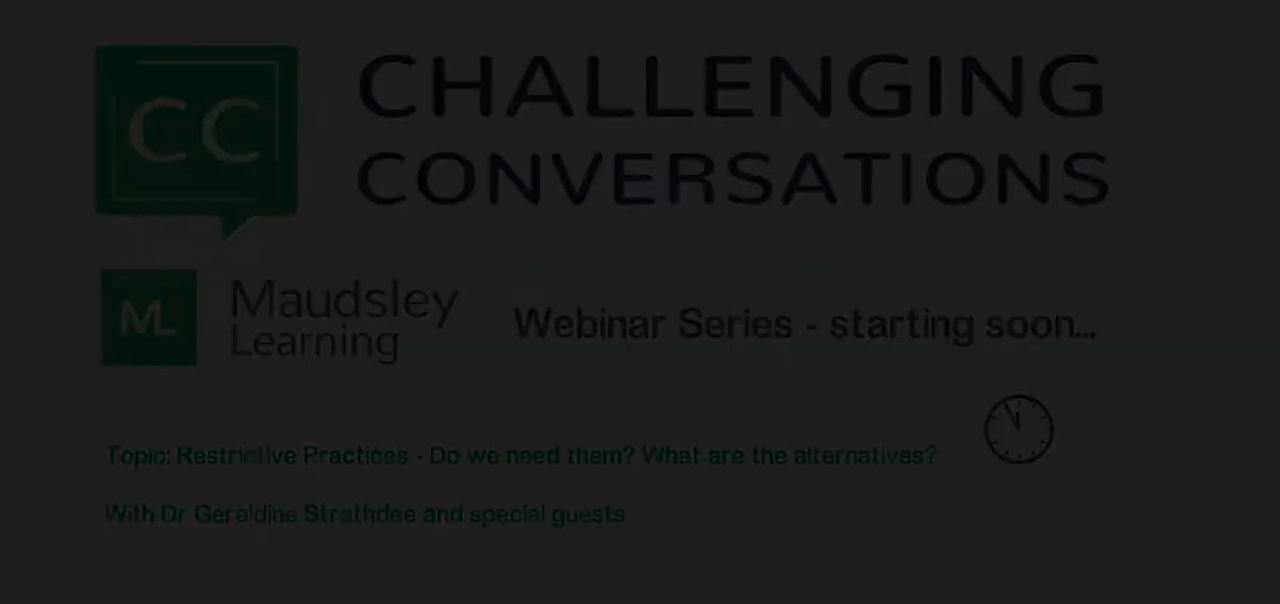 CC
CHALLENGING
CONVERSATIONS
ML
Maudsley
Learning
Webinar Series - starting soon...
Topic: Restrictive Practices - Do we need them? What are the alternatives?
With Dr Geraldine Strathdee and special guests